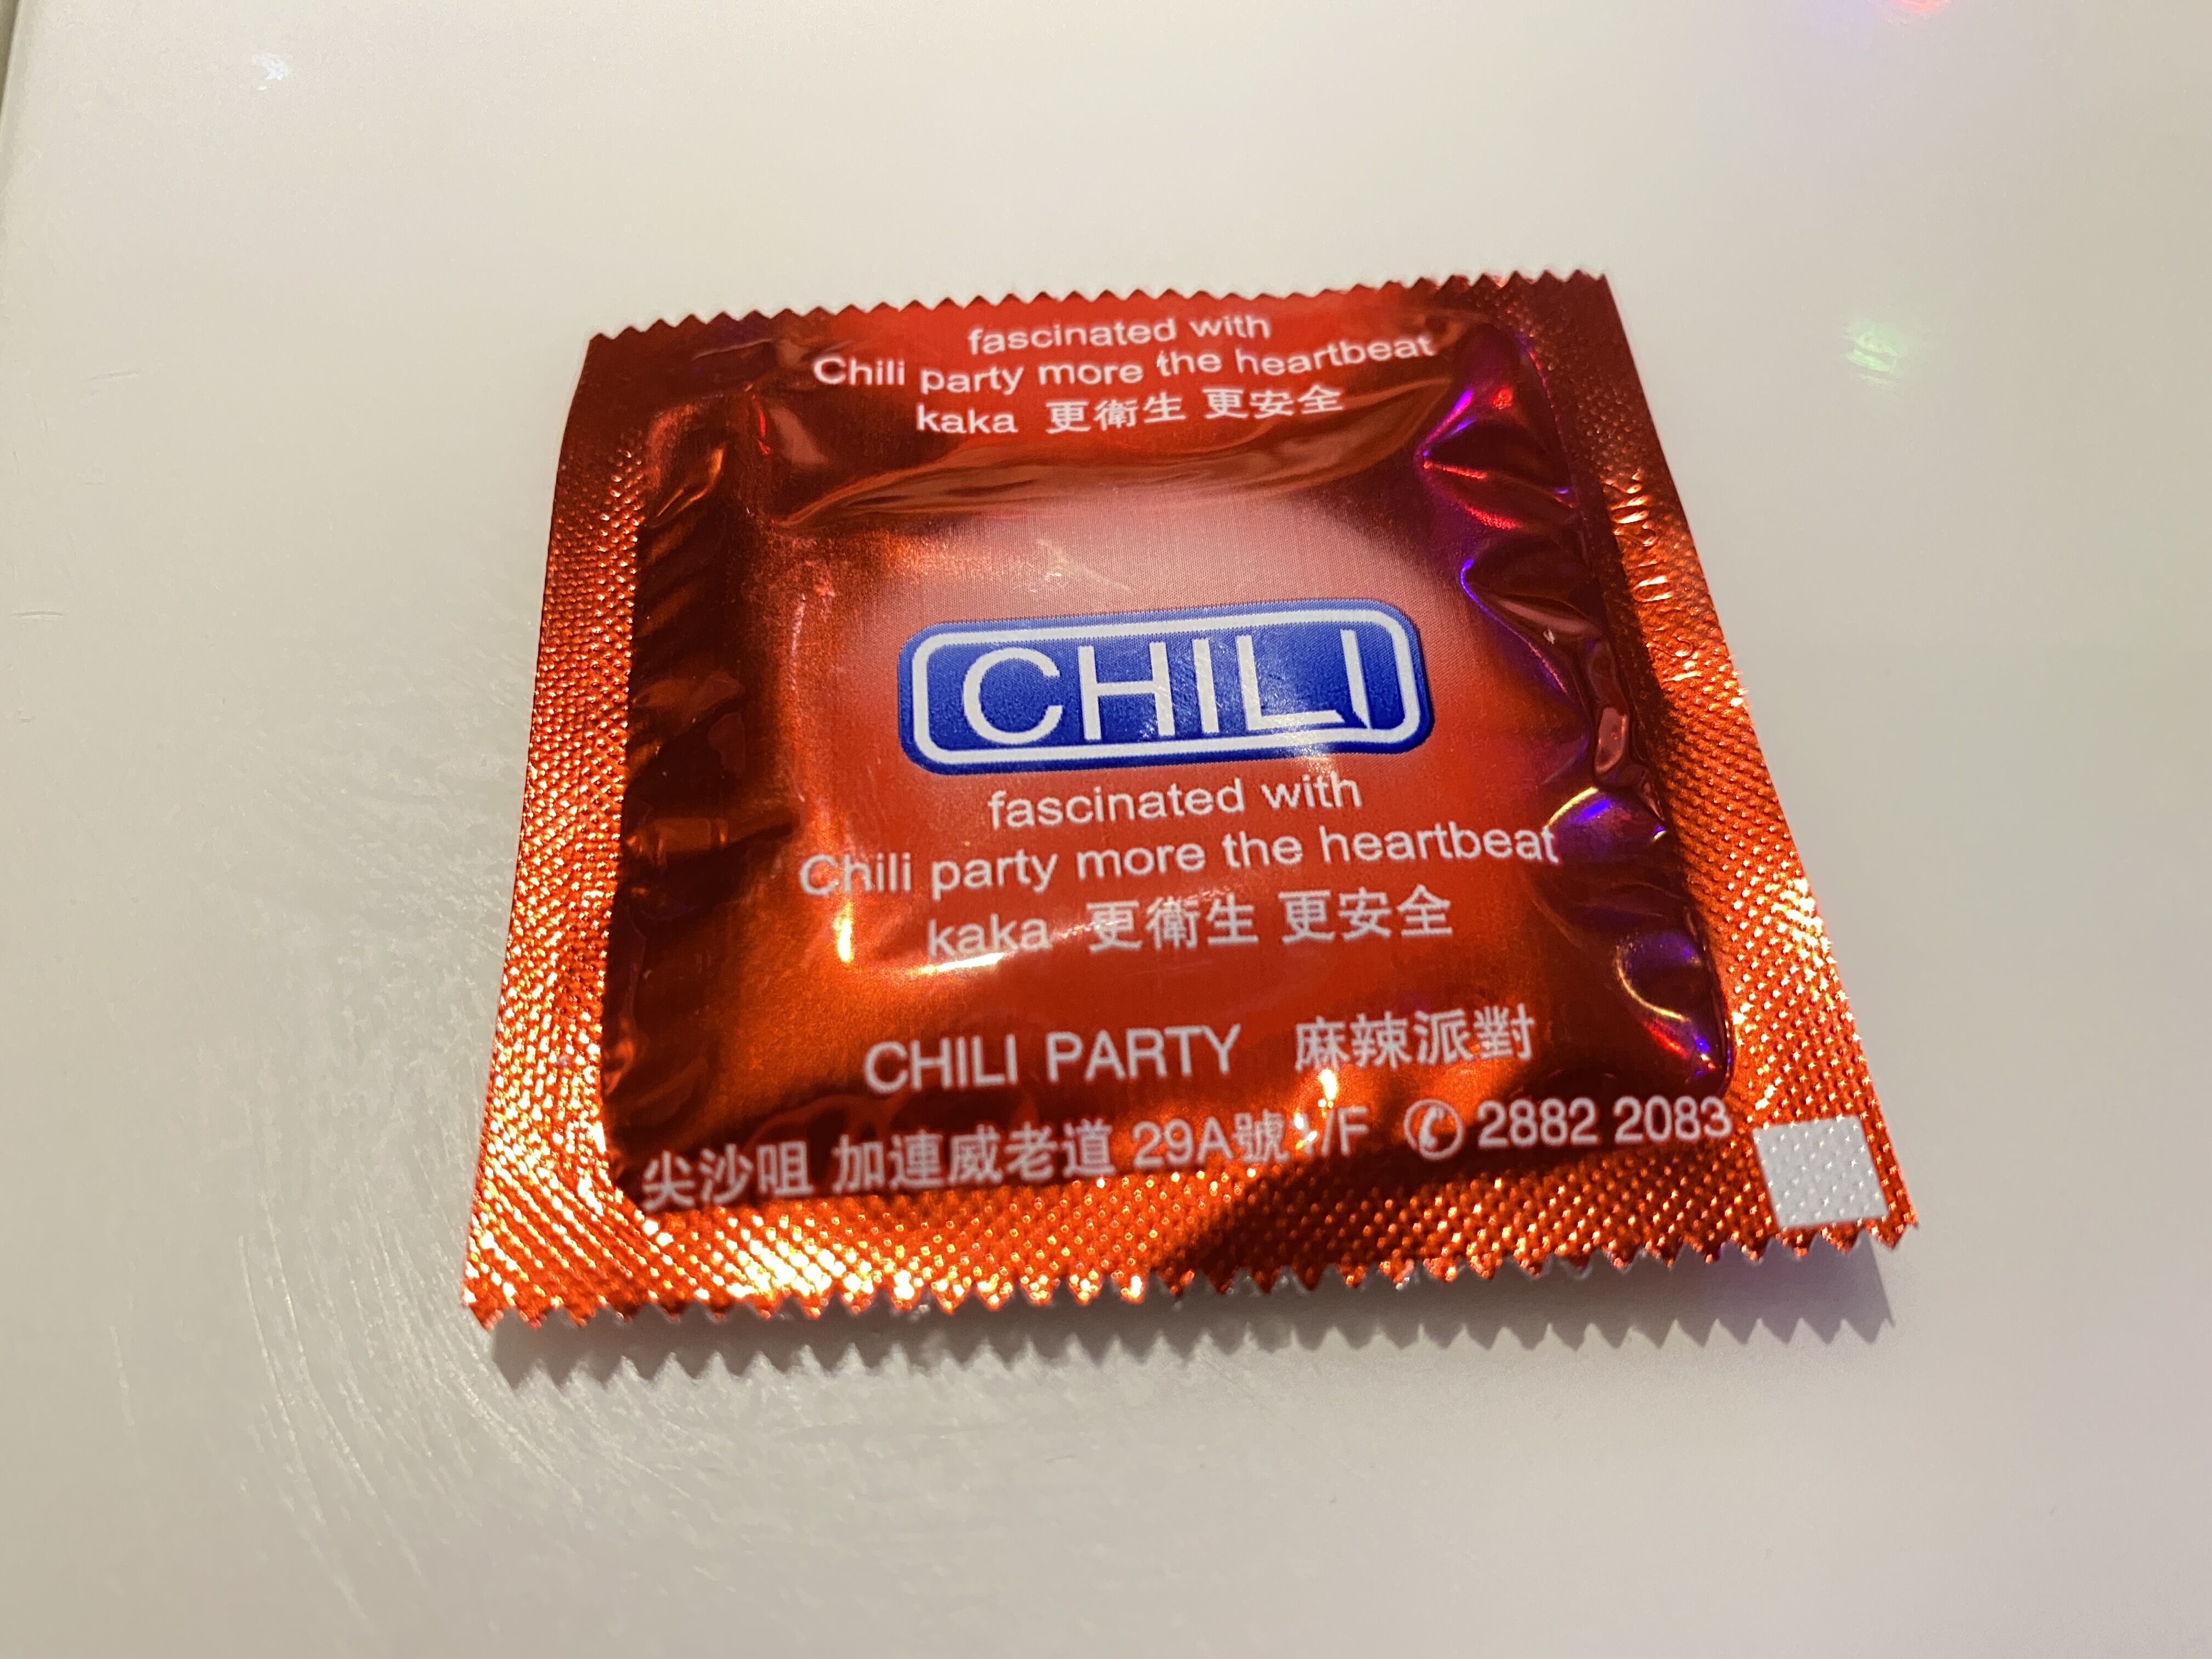 fascinated with
Chili party more the heartbeat
kaka 更衛生 更安全
CHILI
fascinated with
Chili party more the heartbeat
kaka 更衛生 更安全
CHILI PARTY 麻辣派對
尖沙咀 加連威老道 29A號 /F ✆ 2882 2083